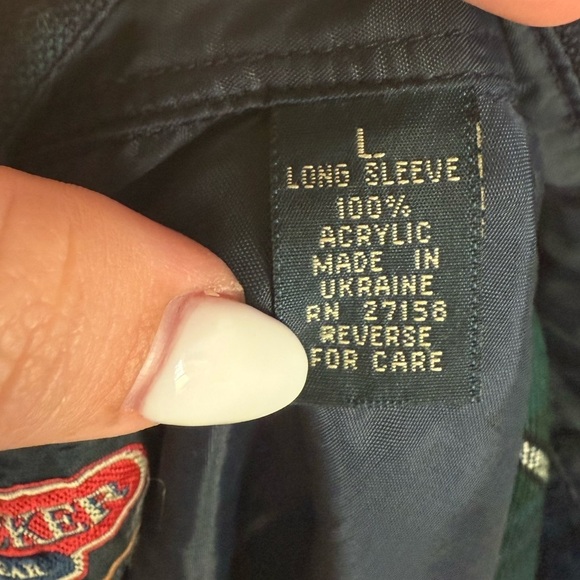 L
LONG SLEEVE
100%
ACRYLIC
MADE IN
UKRAINE
RN 27158
REVERSE
FOR CARE